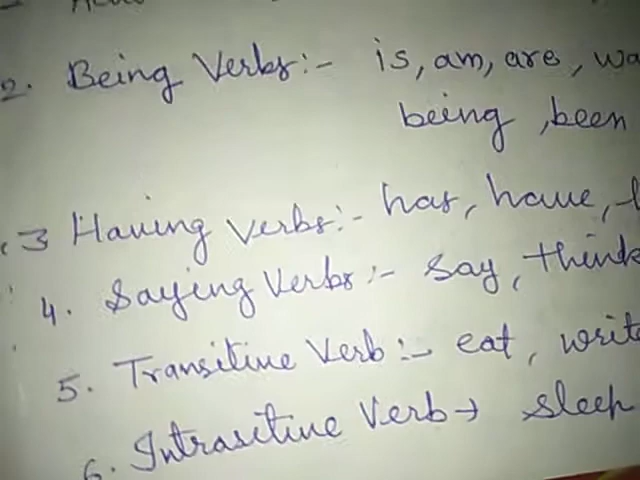 2. Being Verbs:- is, am, are, wa
being, been
3 Having verbs:- has, have,
4. Saying Verbs:- say, think
5. Transitive Verb:- eat, write
6. Intrasitive Verb → sleep